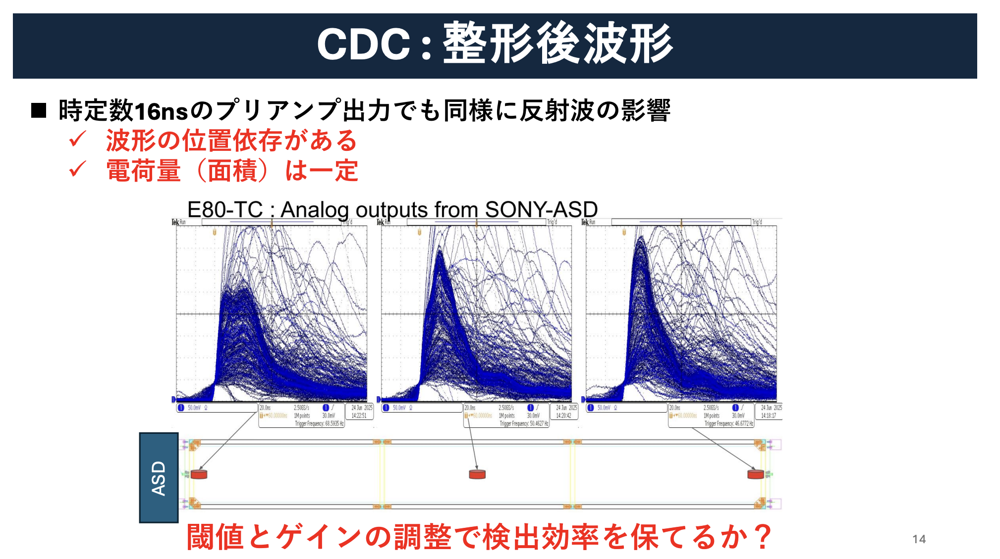 CDC : 整形後波形
■ 時定数16nsのプリアンプ出力でも同様に反射波の影響
✓ 波形の位置依存がある
✓ 電荷量（面積）は一定
E80-TC : Analog outputs from SONY-ASD
Tek Run Trig'd
Tek Run Trig'd
Tek Run Trig'd
1 50.0mV Ω 20.0ns 2.50GS/s 1 30.0mV 24 Jun 2025
60.00000ns 1M points 14:22:51
Trigger Frequency: 68.5935 Hz
1 50.0mV Ω 20.0ns 2.50GS/s 1 30.0mV 24 Jun 2025
60.00000ns 1M points 14:20:42
Trigger Frequency: 50.4627 Hz
1 50.0mV Ω 20.0ns 2.50GS/s 1 30.0mV 24 Jun 2025
60.00000ns 1M points 14:18:17
Trigger Frequency: 46.6772 Hz
ASD
閾値とゲインの調整で検出効率を保てるか？
14